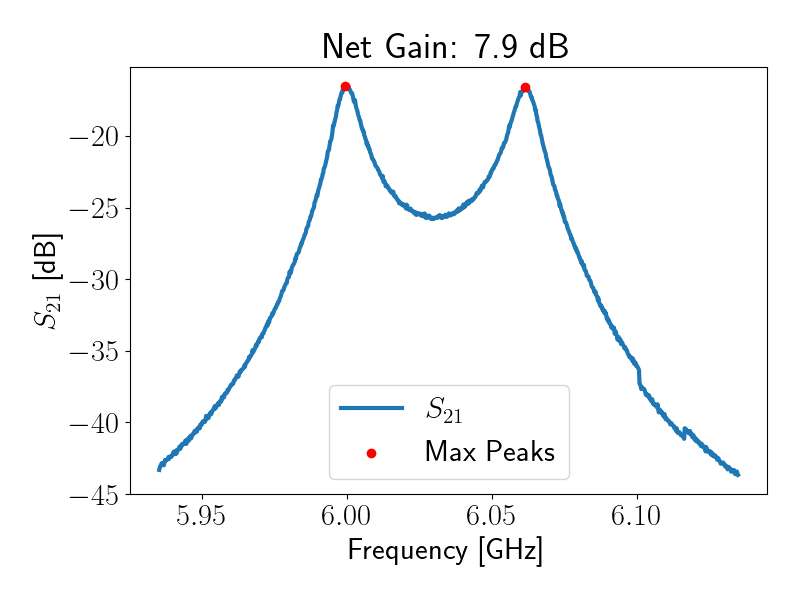 Net Gain: 7.9 dB
S21 [dB]
−20
−25
−30
−35
−40
−45
S21
Max Peaks
5.95
6.00
6.05
6.10
Frequency [GHz]